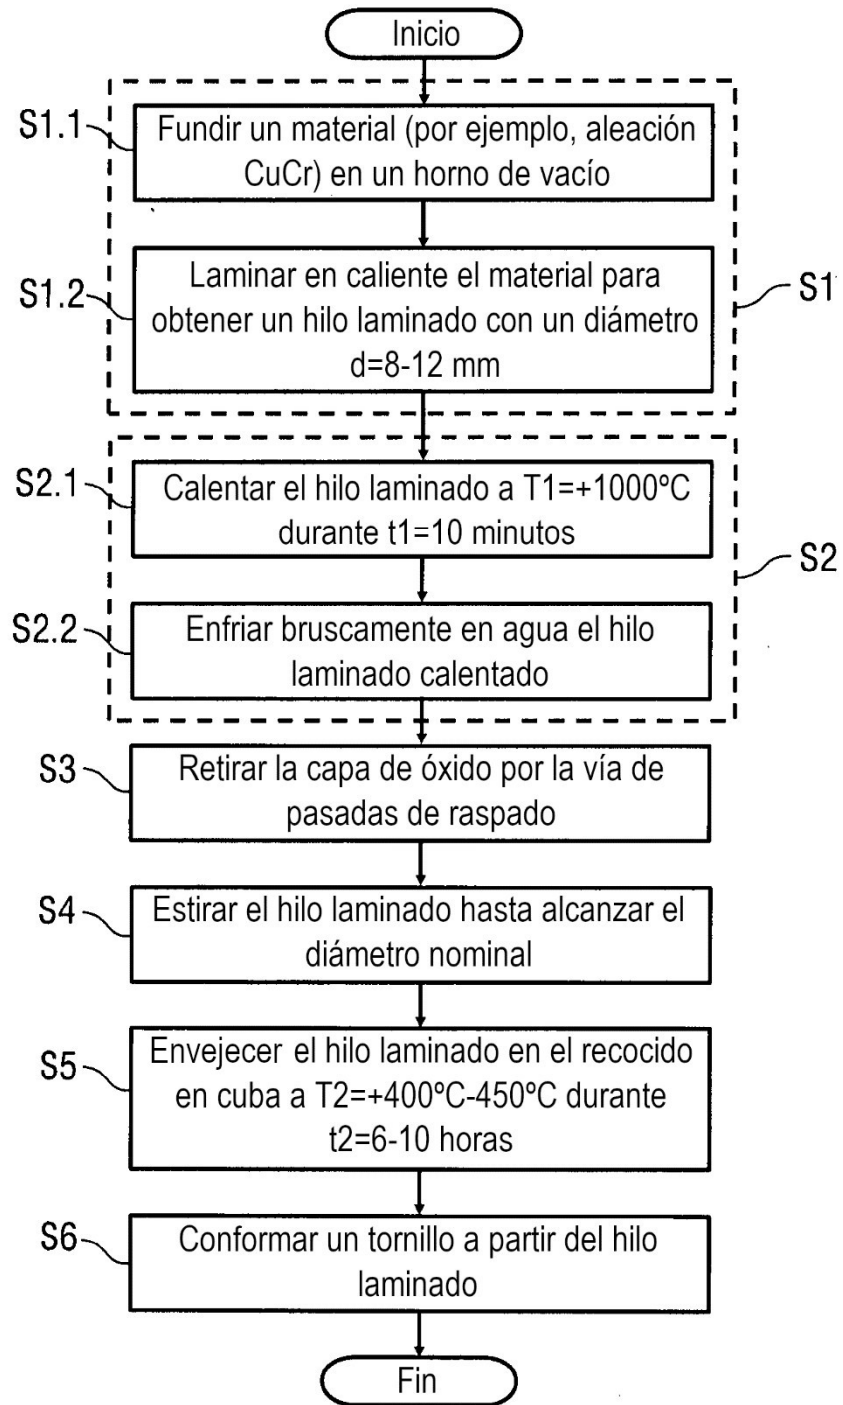 Inicio
S1.1
Fundir un material (por ejemplo, aleación
CuCr) en un horno de vacío
S1.2
Laminar en caliente el material para
obtener un hilo laminado con un diámetro
d=8-12 mm
S1
S2.1
Calentar el hilo laminado a T1=+1000ºC
durante t1=10 minutos
S2
S2.2
Enfriar bruscamente en agua el hilo
laminado calentado
S3
Retirar la capa de óxido por la vía de
pasadas de raspado
S4
Estirar el hilo laminado hasta alcanzar el
diámetro nominal
S5
Envejecer el hilo laminado en el recocido
en cuba a T2=+400ºC-450ºC durante
t2=6-10 horas
S6
Conformar un tornillo a partir del hilo
laminado
Fin